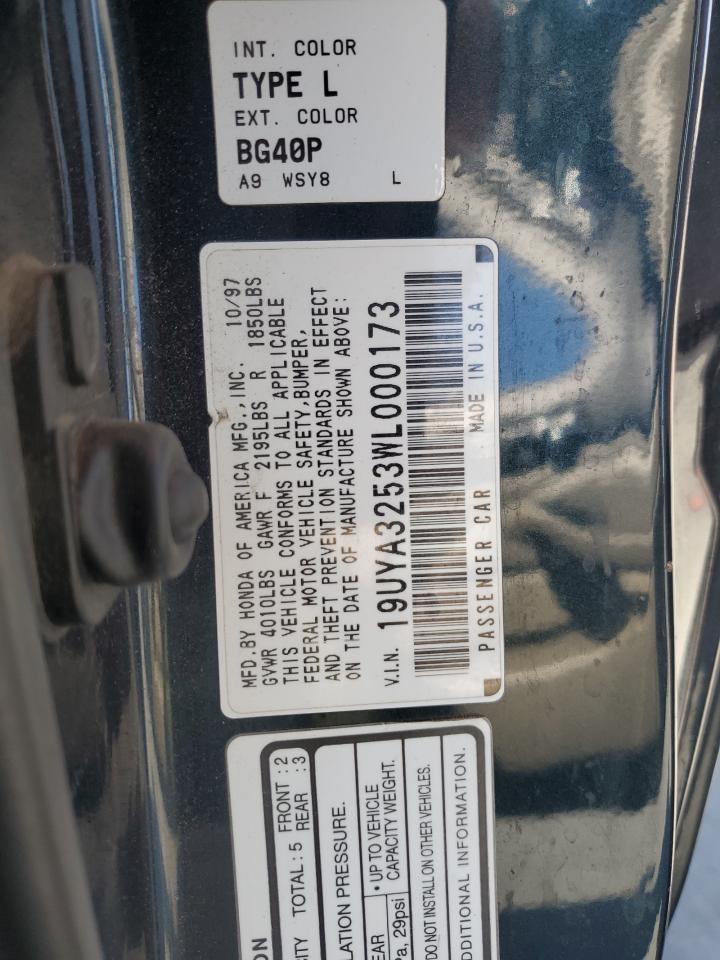 INT. COLOR
TYPE L
EXT. COLOR
BG40P
A9 WSY8 L
MFD.BY HONDA OF AMERICA MFG.,INC. 10/97
GVWR 4010LBS GAWR F 2195LBS R 1850LBS
THIS VEHICLE CONFORMS TO ALL APPLICABLE
FEDERAL MOTOR VEHICLE SAFETY,BUMPER,
AND THEFT PREVENTION STANDARDS IN EFFECT
ON THE DATE OF MANUFACTURE SHOWN ABOVE:
V.I.N. 19UYA3253WL000173
PASSENGER CAR MADE IN U.S.A.
TOTAL:5 FRONT:2
REAR :3
PRESSURE.
• UP TO VEHICLE
CAPACITY WEIGHT.
29psi
DO NOT INSTALL ON OTHER VEHICLES.
ADDITIONAL INFORMATION.